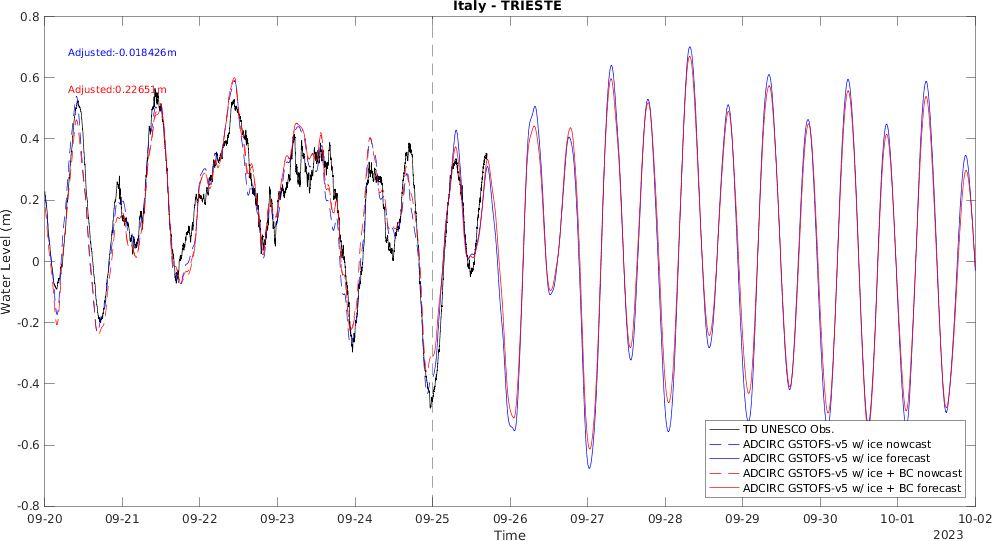 Italy - TRIESTE
0.8
0.6
0.4
0.2
0
-0.2
-0.4
-0.6
-0.8
Water Level (m)
Adjusted:-0.018426m
Adjusted:0.22651m
TD UNESCO Obs.
ADCIRC GSTOFS-v5 w/ ice nowcast
ADCIRC GSTOFS-v5 w/ ice forecast
ADCIRC GSTOFS-v5 w/ ice + BC nowcast
ADCIRC GSTOFS-v5 w/ ice + BC forecast
09-20 09-21 09-22 09-23 09-24 09-25 09-26 09-27 09-28 09-29 09-30 10-01 10-02
Time
2023